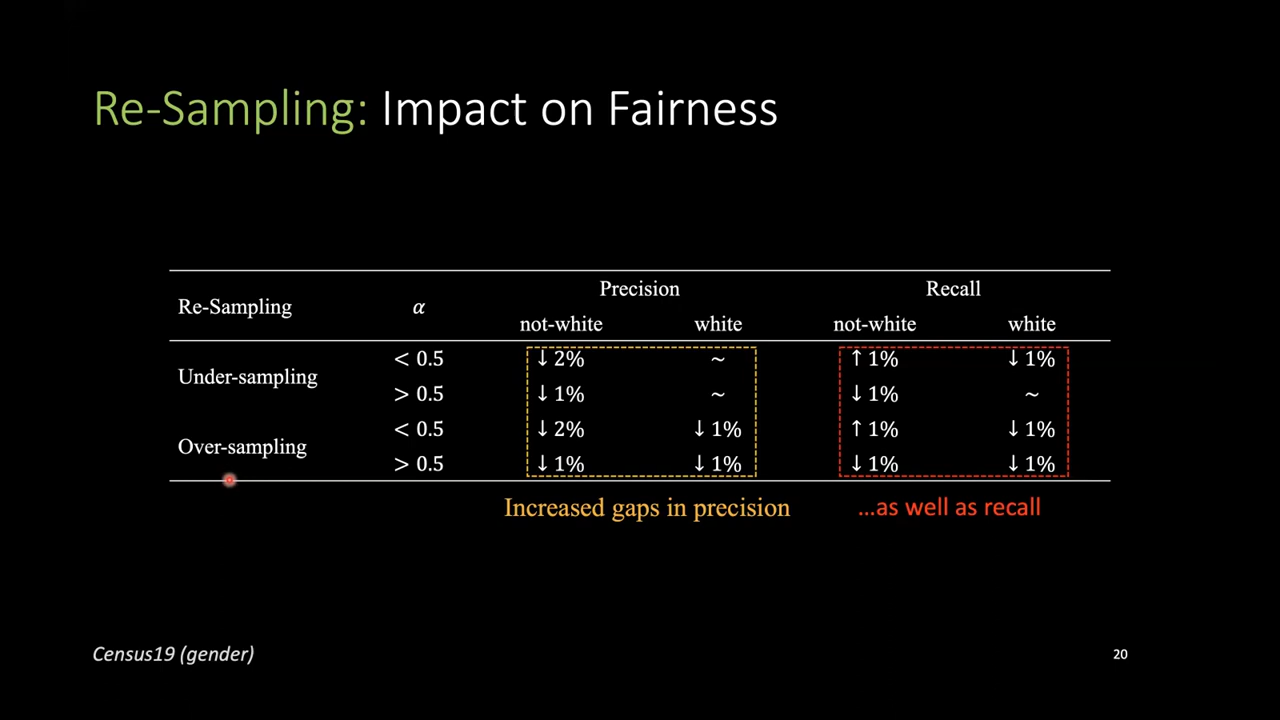 Re-Sampling: Impact on Fairness
Re-Sampling α Precision Recall
not-white white not-white white
Under-sampling
< 0.5 ↓ 2% ~ ↑ 1% ↓ 1%
> 0.5 ↓ 1% ~ ↓ 1% ~
Over-sampling
< 0.5 ↓ 2% ↓ 1% ↑ 1% ↓ 1%
> 0.5 ↓ 1% ↓ 1% ↓ 1% ↓ 1%
Increased gaps in precision ...as well as recall
Census19 (gender)
20